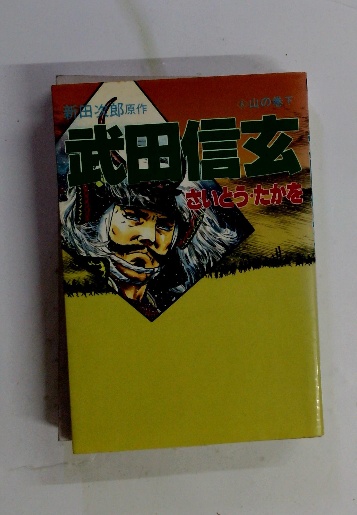 新田次郎原作
山の巻 下
武田信玄
さいとう・たかを